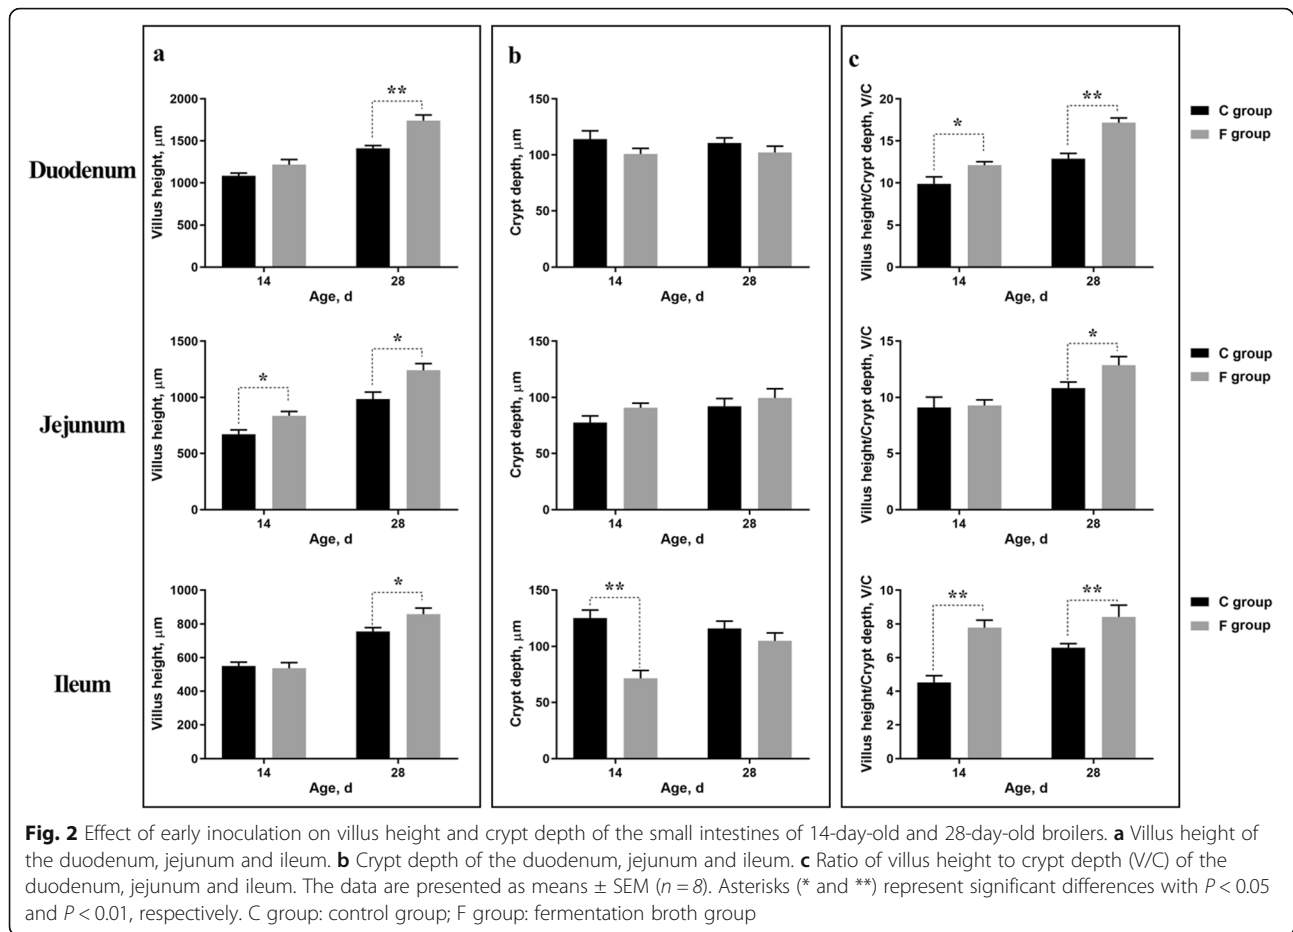 a
b
c
Duodenum
Villus height, μm
2000
1500
1000
500
0
**
14
28
Age, d
Crypt depth, μm
150
100
50
0
14
28
Age, d
Villus height/Crypt depth, V/C
20
15
10
5
0
*
**
14
28
Age, d
C group
F group
Jejunum
Villus height, μm
1500
1000
500
0
*
*
14
28
Age, d
Crypt depth, μm
150
100
50
0
14
28
Age, d
Villus height/Crypt depth, V/C
15
10
5
0
*
14
28
Age, d
C group
F group
Ileum
Villus height, μm
1000
800
600
400
200
0
*
14
28
Age, d
Crypt depth, μm
150
100
50
0
**
14
28
Age, d
Villus height/Crypt depth, V/C
10
8
6
4
2
0
**
**
14
28
Age, d
C group
F group
Fig. 2 Effect of early inoculation on villus height and crypt depth of the small intestines of 14-day-old and 28-day-old broilers. a Villus height of
the duodenum, jejunum and ileum. b Crypt depth of the duodenum, jejunum and ileum. c Ratio of villus height to crypt depth (V/C) of the
duodenum, jejunum and ileum. The data are presented as means ± SEM (n = 8). Asterisks (* and **) represent significant differences with P < 0.05
and P < 0.01, respectively. C group: control group; F group: fermentation broth group